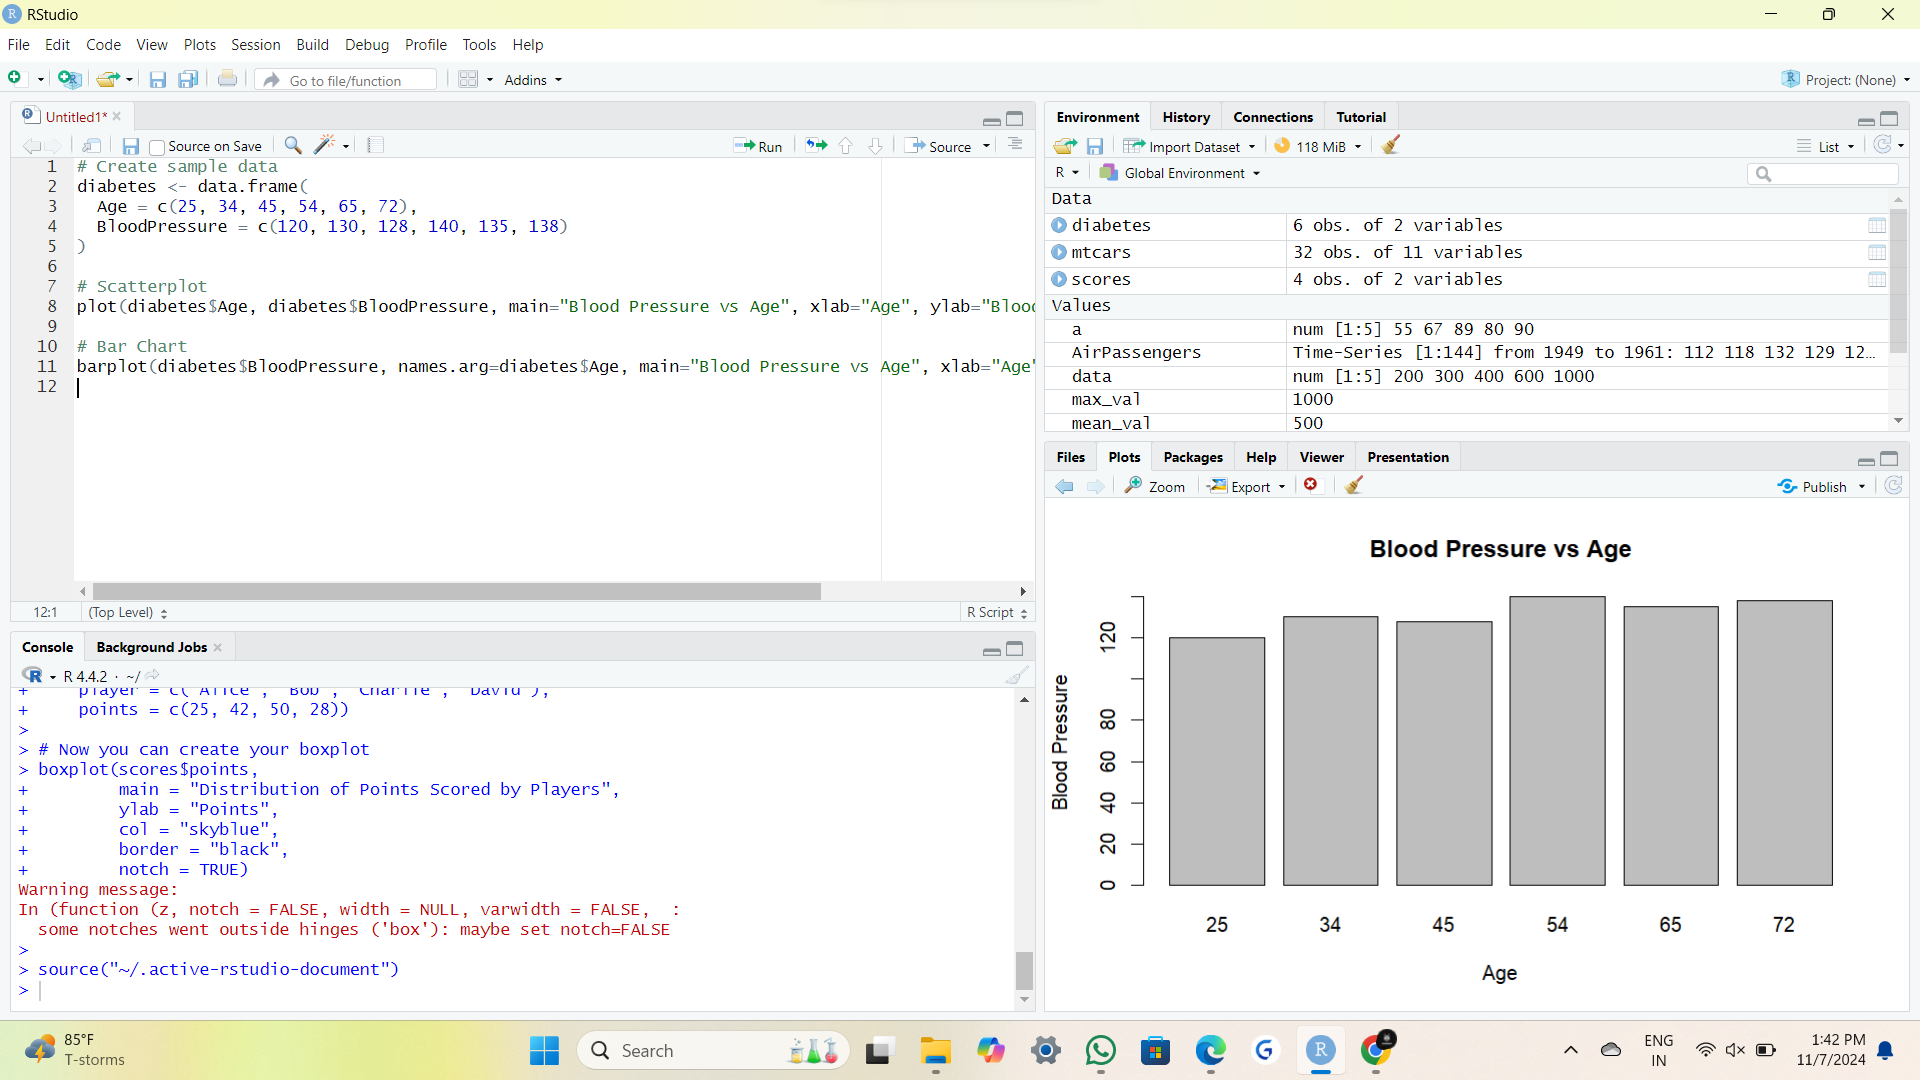 RStudio
File Edit Code View Plots Session Build Debug Profile Tools Help
Go to file/function Addins Project: (None)
Untitled1*
Source on Save Run Source
1 # Create sample data
2 diabetes <- data.frame(
3 Age = c(25, 34, 45, 54, 65, 72),
4 BloodPressure = c(120, 130, 128, 140, 135, 138)
5 )
6
7 # Scatterplot
8 plot(diabetes$Age, diabetes$BloodPressure, main="Blood Pressure vs Age", xlab="Age", ylab="Bloo
9
10 # Bar Chart
11 barplot(diabetes$BloodPressure, names.arg=diabetes$Age, main="Blood Pressure vs Age", xlab="Age"
12
12:1 (Top Level) R Script
Console Background Jobs
R 4.4.2 · ~/
+ player = c("Alice", "Bob", "Charlie", "David"),
+ points = c(25, 42, 50, 28))
>
> # Now you can create your boxplot
> boxplot(scores$points,
+ main = "Distribution of Points Scored by Players",
+ ylab = "Points",
+ col = "skyblue",
+ border = "black",
+ notch = TRUE)
Warning message:
In (function (z, notch = FALSE, width = NULL, varwidth = FALSE, :
some notches went outside hinges ('box'): maybe set notch=FALSE
>
> source("~/.active-rstudio-document")
>
Environment History Connections Tutorial
Import Dataset 118 MiB List
R Global Environment
Data
diabetes 6 obs. of 2 variables
mtcars 32 obs. of 11 variables
scores 4 obs. of 2 variables
Values
a num [1:5] 55 67 89 80 90
AirPassengers Time-Series [1:144] from 1949 to 1961: 112 118 132 129 12…
data num [1:5] 200 300 400 600 1000
max_val 1000
mean_val 500
Files Plots Packages Help Viewer Presentation
Zoom Export Publish
Blood Pressure vs Age
Blood Pressure
120
80
60
40
20
0
25 34 45 54 65 72
Age
85°F
T-storms
Search
ENG
IN
1:42 PM
11/7/2024